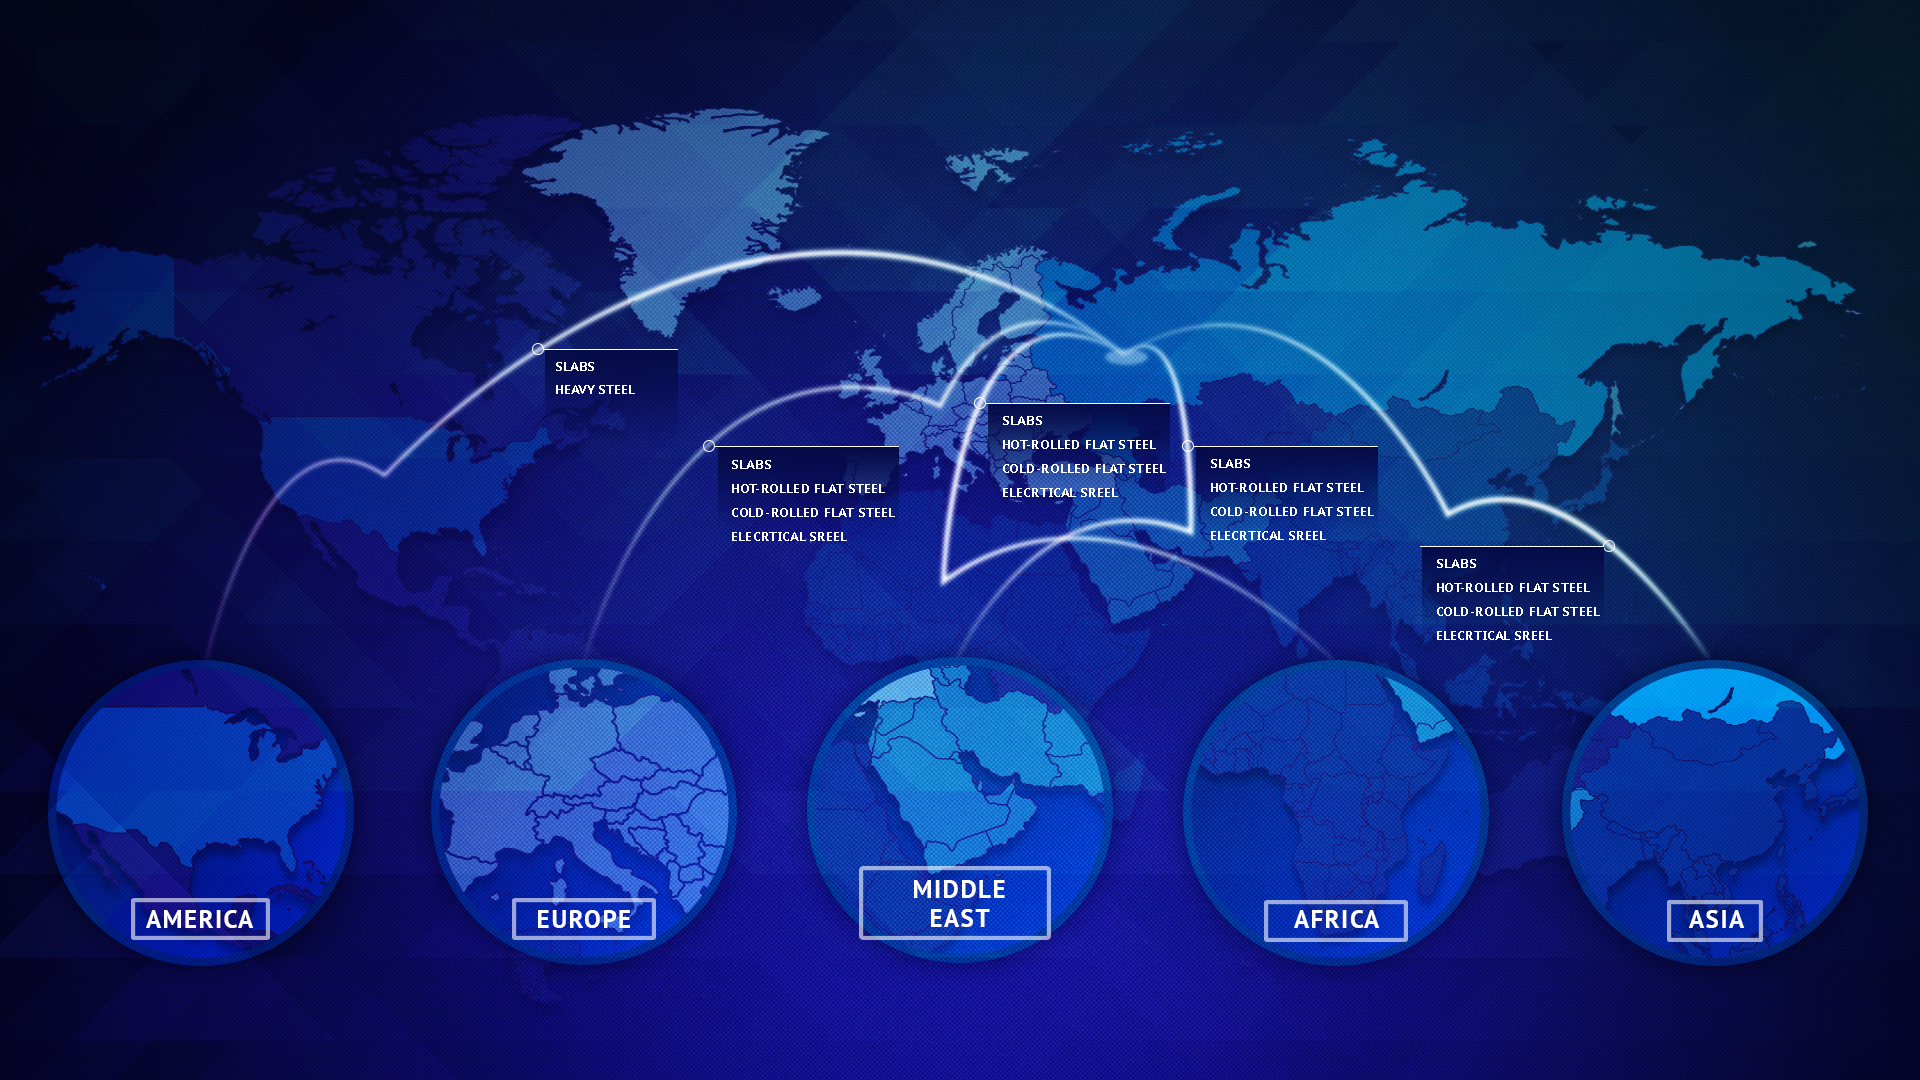 SLABS
HEAVY STEEL
SLABS
HOT-ROLLED FLAT STEEL
COLD-ROLLED FLAT STEEL
ELECRTICAL SREEL
SLABS
HOT-ROLLED FLAT STEEL
COLD-ROLLED FLAT STEEL
ELECRTICAL SREEL
SLABS
HOT-ROLLED FLAT STEEL
COLD-ROLLED FLAT STEEL
ELECRTICAL SREEL
SLABS
HOT-ROLLED FLAT STEEL
COLD-ROLLED FLAT STEEL
ELECRTICAL SREEL
AMERICA
EUROPE
MIDDLE
EAST
AFRICA
ASIA